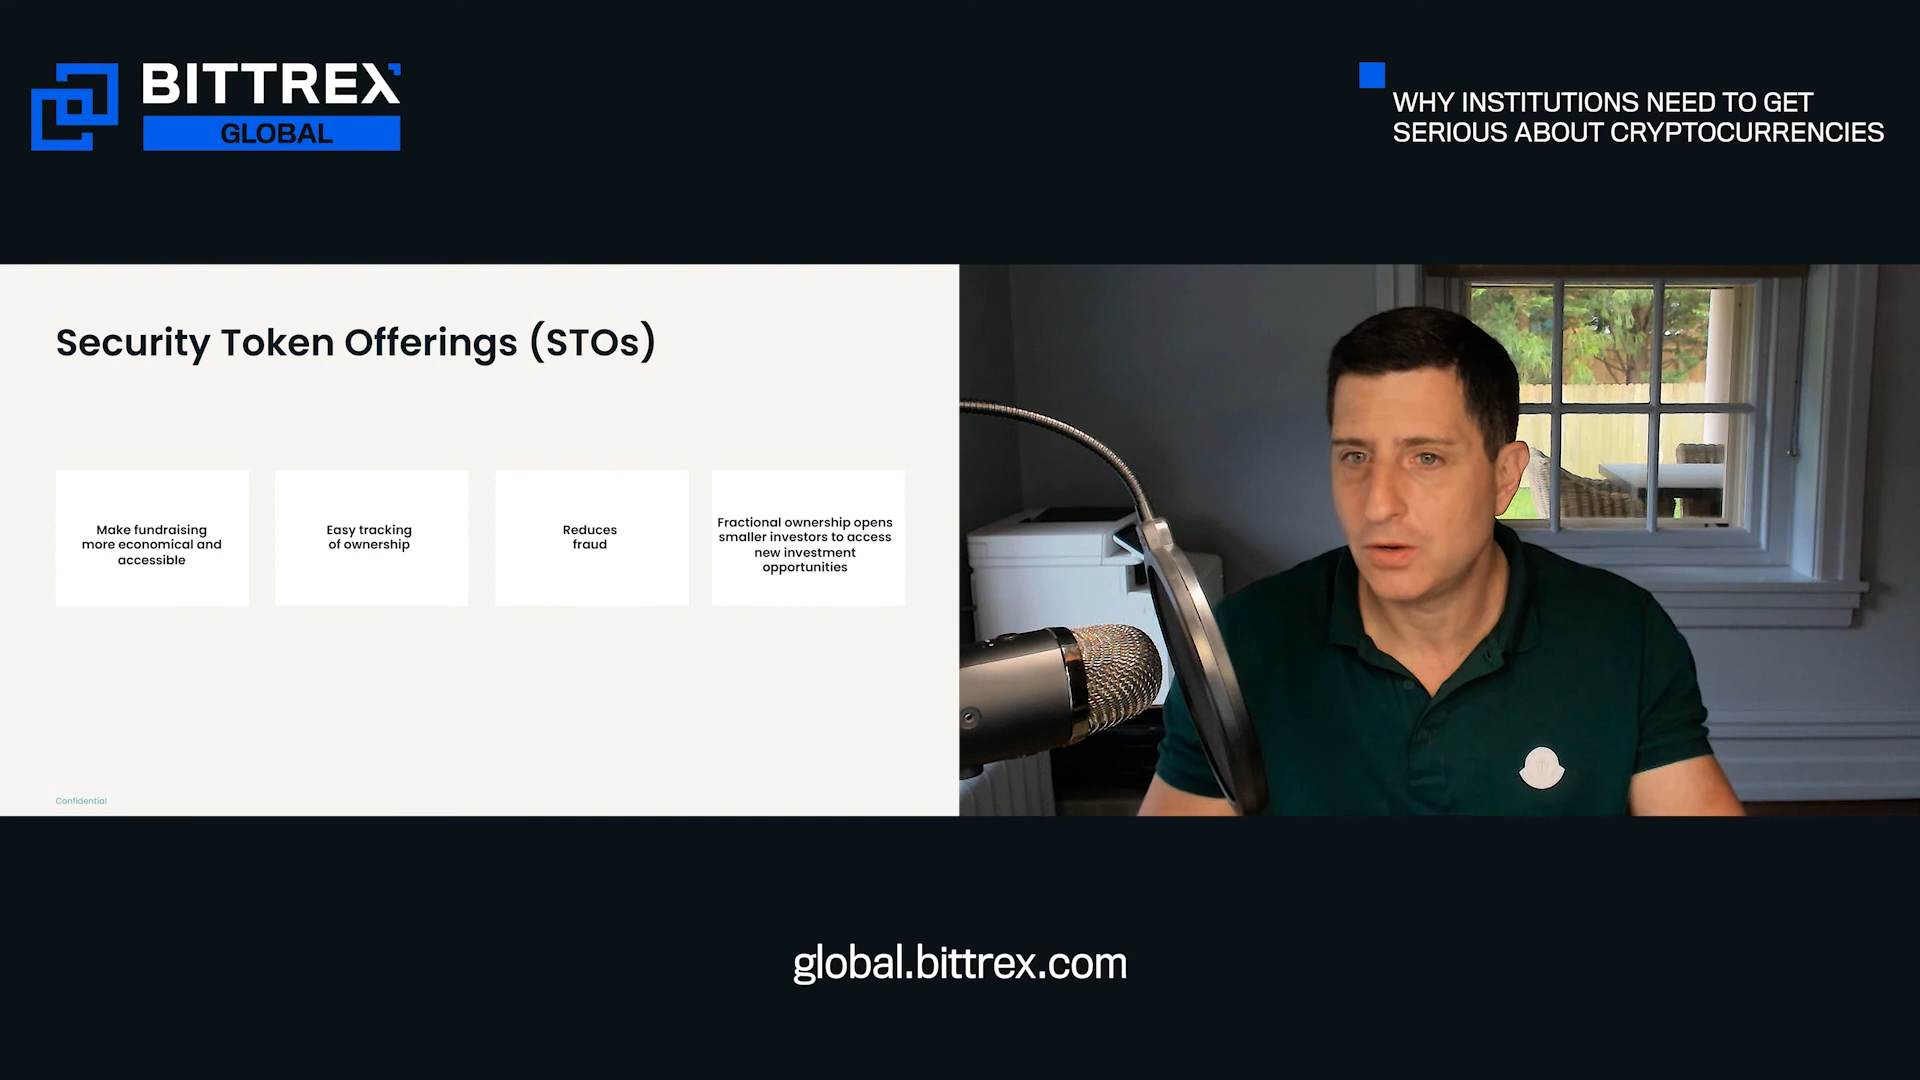 BITTREX
GLOBAL
WHY INSTITUTIONS NEED TO GET
SERIOUS ABOUT CRYPTOCURRENCIES
Security Token Offerings (STOs)
Make fundraising
more economical and
accessible
Easy tracking
of ownership
Reduces
fraud
Fractional ownership opens
smaller investors to access
new investment
opportunities
Confidential
global.bittrex.com